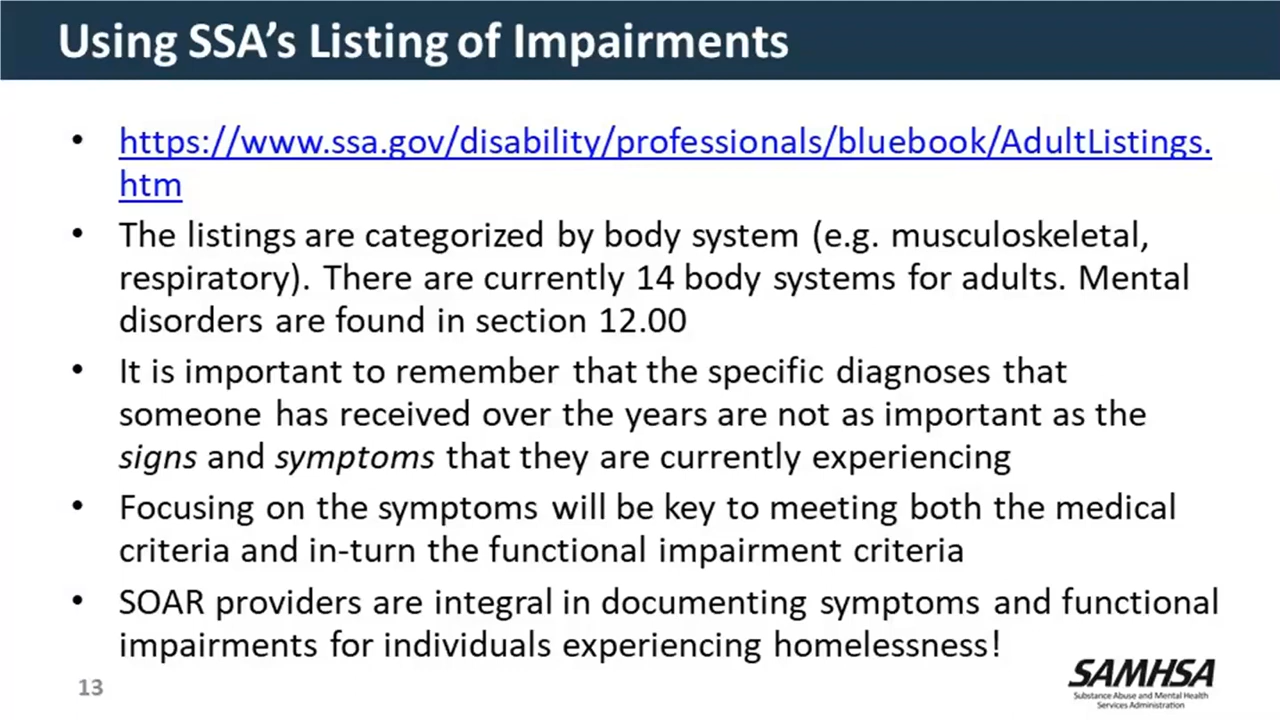 Using SSA’s Listing of Impairments
• https://www.ssa.gov/disability/professionals/bluebook/AdultListings.
htm
• The listings are categorized by body system (e.g. musculoskeletal,
respiratory). There are currently 14 body systems for adults. Mental
disorders are found in section 12.00
• It is important to remember that the specific diagnoses that
someone has received over the years are not as important as the
signs and symptoms that they are currently experiencing
• Focusing on the symptoms will be key to meeting both the medical
criteria and in-turn the functional impairment criteria
• SOAR providers are integral in documenting symptoms and functional
impairments for individuals experiencing homelessness!
13
SAMHSA
Substance Abuse and Mental Health
Services Administration